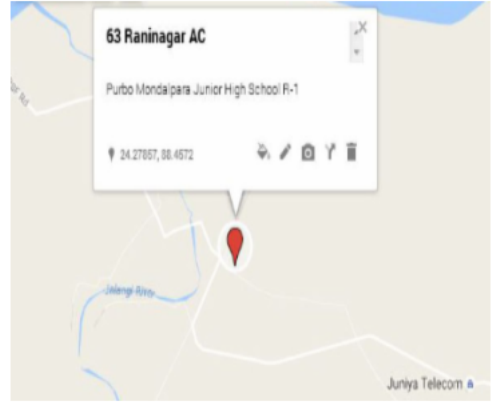 63 Raninagar AC
Purbo Mondalpara Junior High School R-1
24.27857, 88.4572
Jalangi River
Juniya Telecom